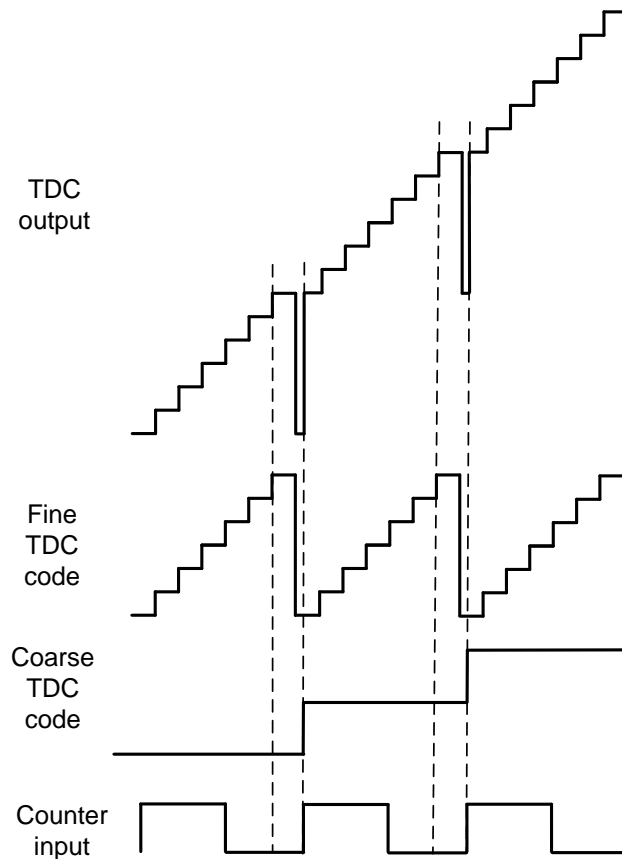 TDC
output
Fine
TDC
code
Coarse
TDC
code
Counter
input